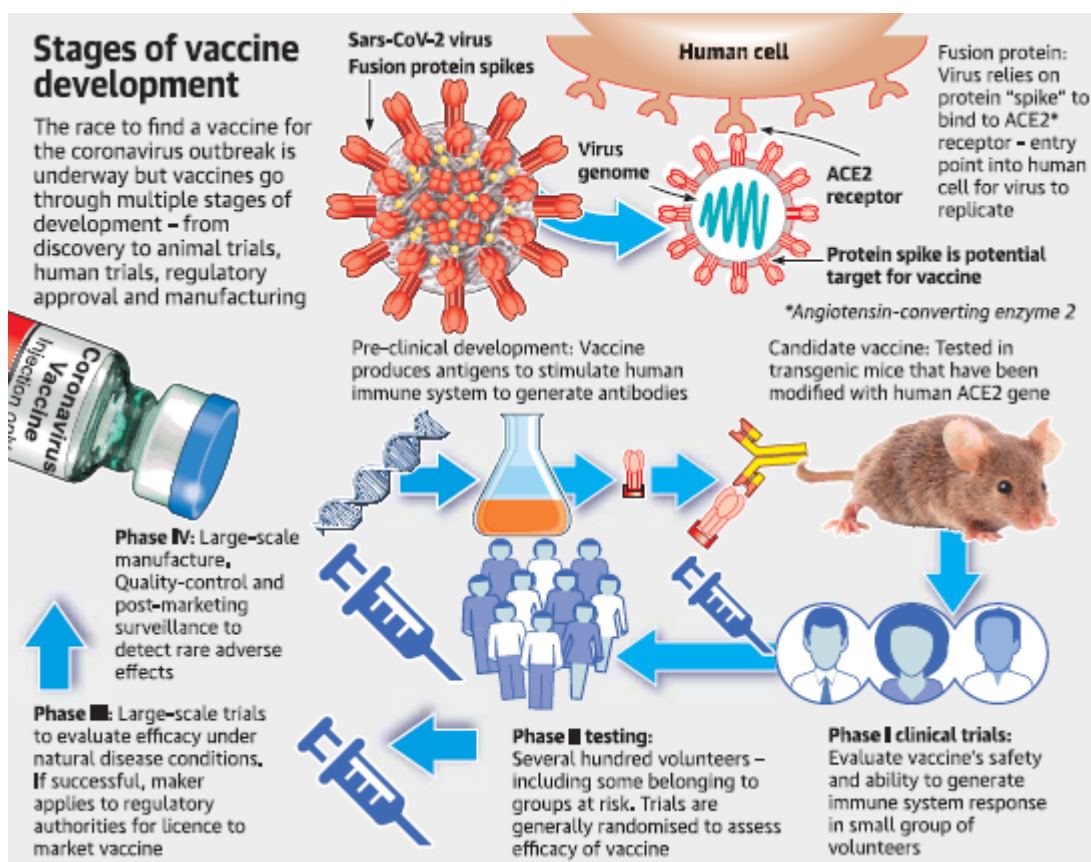 Stages of vaccine
development
The race to find a vaccine for
the coronavirus outbreak is
underway but vaccines go
through multiple stages of
development – from
discovery to animal trials,
human trials, regulatory
approval and manufacturing
Sars-CoV-2 virus
Fusion protein spikes
Human cell
Virus
genome
ACE2
receptor
Fusion protein:
Virus relies on
protein “spike” to
bind to ACE2*
receptor – entry
point into human
cell for virus to
replicate
Protein spike is potential
target for vaccine
*Angiotensin-converting enzyme 2
Coronavirus
Vaccine
Injection only
Pre-clinical development: Vaccine
produces antigens to stimulate human
immune system to generate antibodies
Candidate vaccine: Tested in
transgenic mice that have been
modified with human ACE2 gene
Phase I clinical trials:
Evaluate vaccine’s safety
and ability to generate
immune system response
in small group of
volunteers
Phase II testing:
Several hundred volunteers –
including some belonging to
groups at risk. Trials are
generally randomised to assess
efficacy of vaccine
Phase III: Large-scale trials
to evaluate efficacy under
natural disease conditions.
If successful, maker
applies to regulatory
authorities for licence to
market vaccine
Phase IV: Large-scale
manufacture.
Quality-control and
post-marketing
surveillance to
detect rare adverse
effects